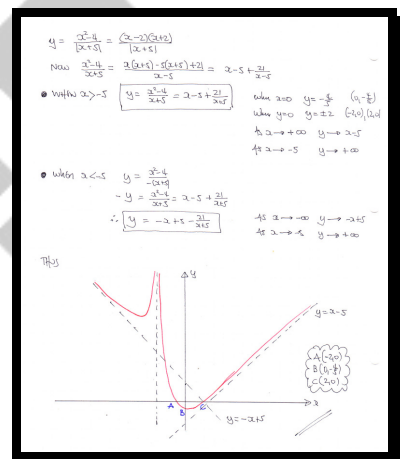 y = x²-4/|x+5| = (x-2)(x+2)/|x+5|
Now x²-4/x+5 = x(x+5)-5(x+5)+21/x-5 = x-5+21/x-5
• when x>-5 y = x²-4/x+5 = x-5+21/x+5
when x=0 y=-4/5 (0,-4/5)
when y=0 y=±2 (-2,0),(2,0)
As x→+∞ y→x-5
As x→-5 y→+∞
• when x<-5 y = x²-4/-(x+5)
-y = x²-4/x+5 = x-5+21/x+5
∴ y = -x+5-21/x+5
As x→-∞ y→-x+5
As x→-5 y→+∞
Thus
y
y=x-5
A(-2,0)
B(0,-4/5)
C(2,0)
A B C
x
y=-x+5